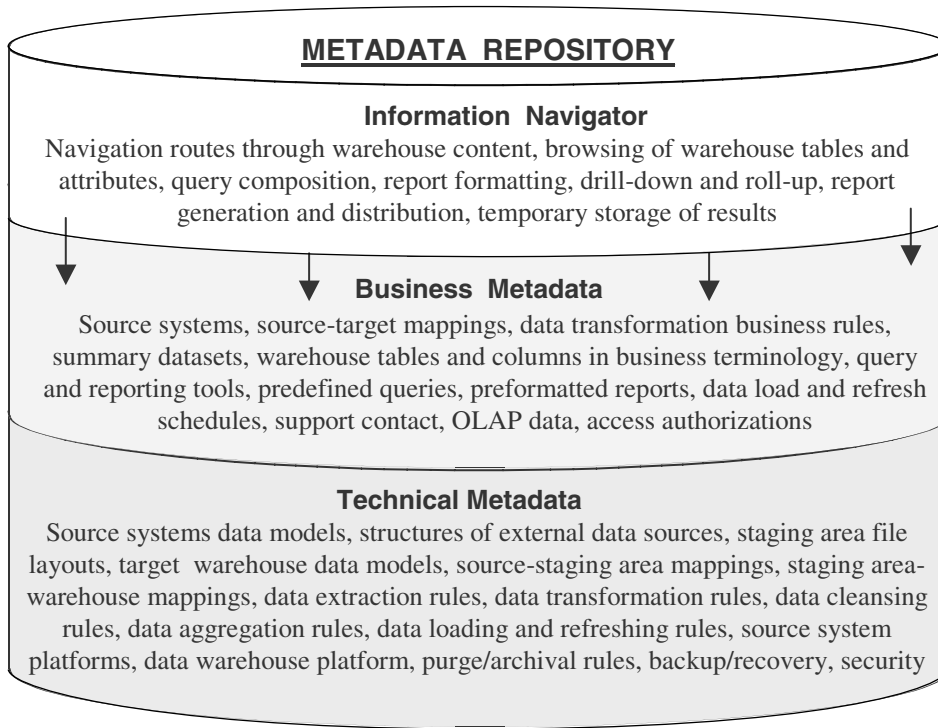 METADATA REPOSITORY
Information Navigator
Navigation routes through warehouse content, browsing of warehouse tables and
attributes, query composition, report formatting, drill-down and roll-up, report
generation and distribution, temporary storage of results
Business Metadata
Source systems, source-target mappings, data transformation business rules,
summary datasets, warehouse tables and columns in business terminology, query
and reporting tools, predefined queries, preformatted reports, data load and refresh
schedules, support contact, OLAP data, access authorizations
Technical Metadata
Source systems data models, structures of external data sources, staging area file
layouts, target warehouse data models, source-staging area mappings, staging area-
warehouse mappings, data extraction rules, data transformation rules, data cleansing
rules, data aggregation rules, data loading and refreshing rules, source system
platforms, data warehouse platform, purge/archival rules, backup/recovery, security